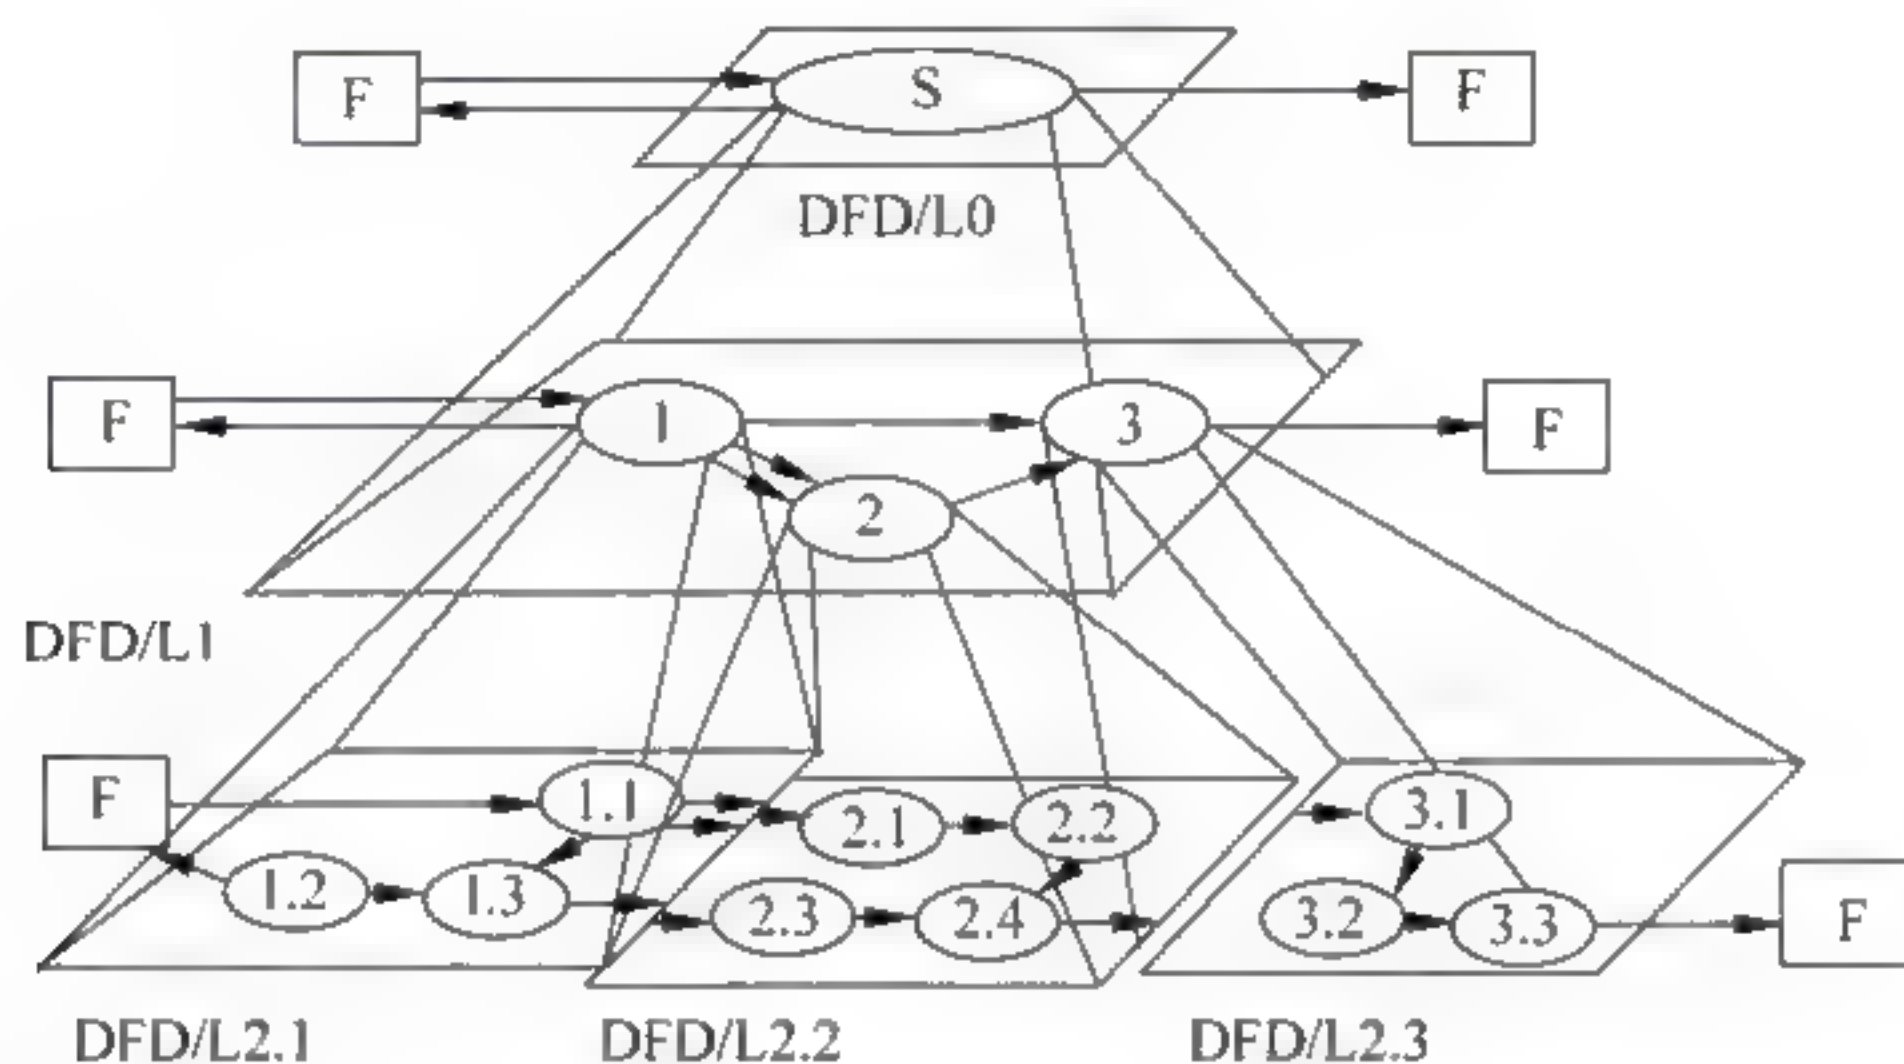 F
S
F
DFD/L0
F
1
3
F
2
DFD/L1
F
1.1
2.1
2.2
3.1
1.2
1.3
2.3
2.4
3.2
3.3
F
DFD/L2.1
DFD/L2.2
DFD/L2.3